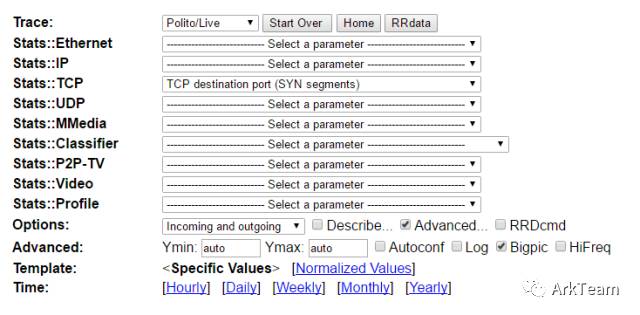 Trace: Polito/Live Start Over Home RRdata
Stats::Ethernet ---------------------------- Select a parameter ----------------------------
Stats::IP ---------------------------- Select a parameter ----------------------------
Stats::TCP TCP destination port (SYN segments)
Stats::UDP ---------------------------- Select a parameter ----------------------------
Stats::MMedia ---------------------------- Select a parameter ----------------------------
Stats::Classifier ---------------------------- Select a parameter ----------------------------
Stats::P2P-TV ---------------------------- Select a parameter ----------------------------
Stats::Video ---------------------------- Select a parameter ----------------------------
Stats::Profile ---------------------------- Select a parameter ----------------------------
Options: Incoming and outgoing Describe... Advanced... RRDcmd
Advanced: Ymin: auto Ymax: auto Autoconf Log Bigpic HiFreq
Template: <Specific Values> [Normalized Values]
Time: [Hourly] [Daily] [Weekly] [Monthly] [Yearly]
ArkTeam